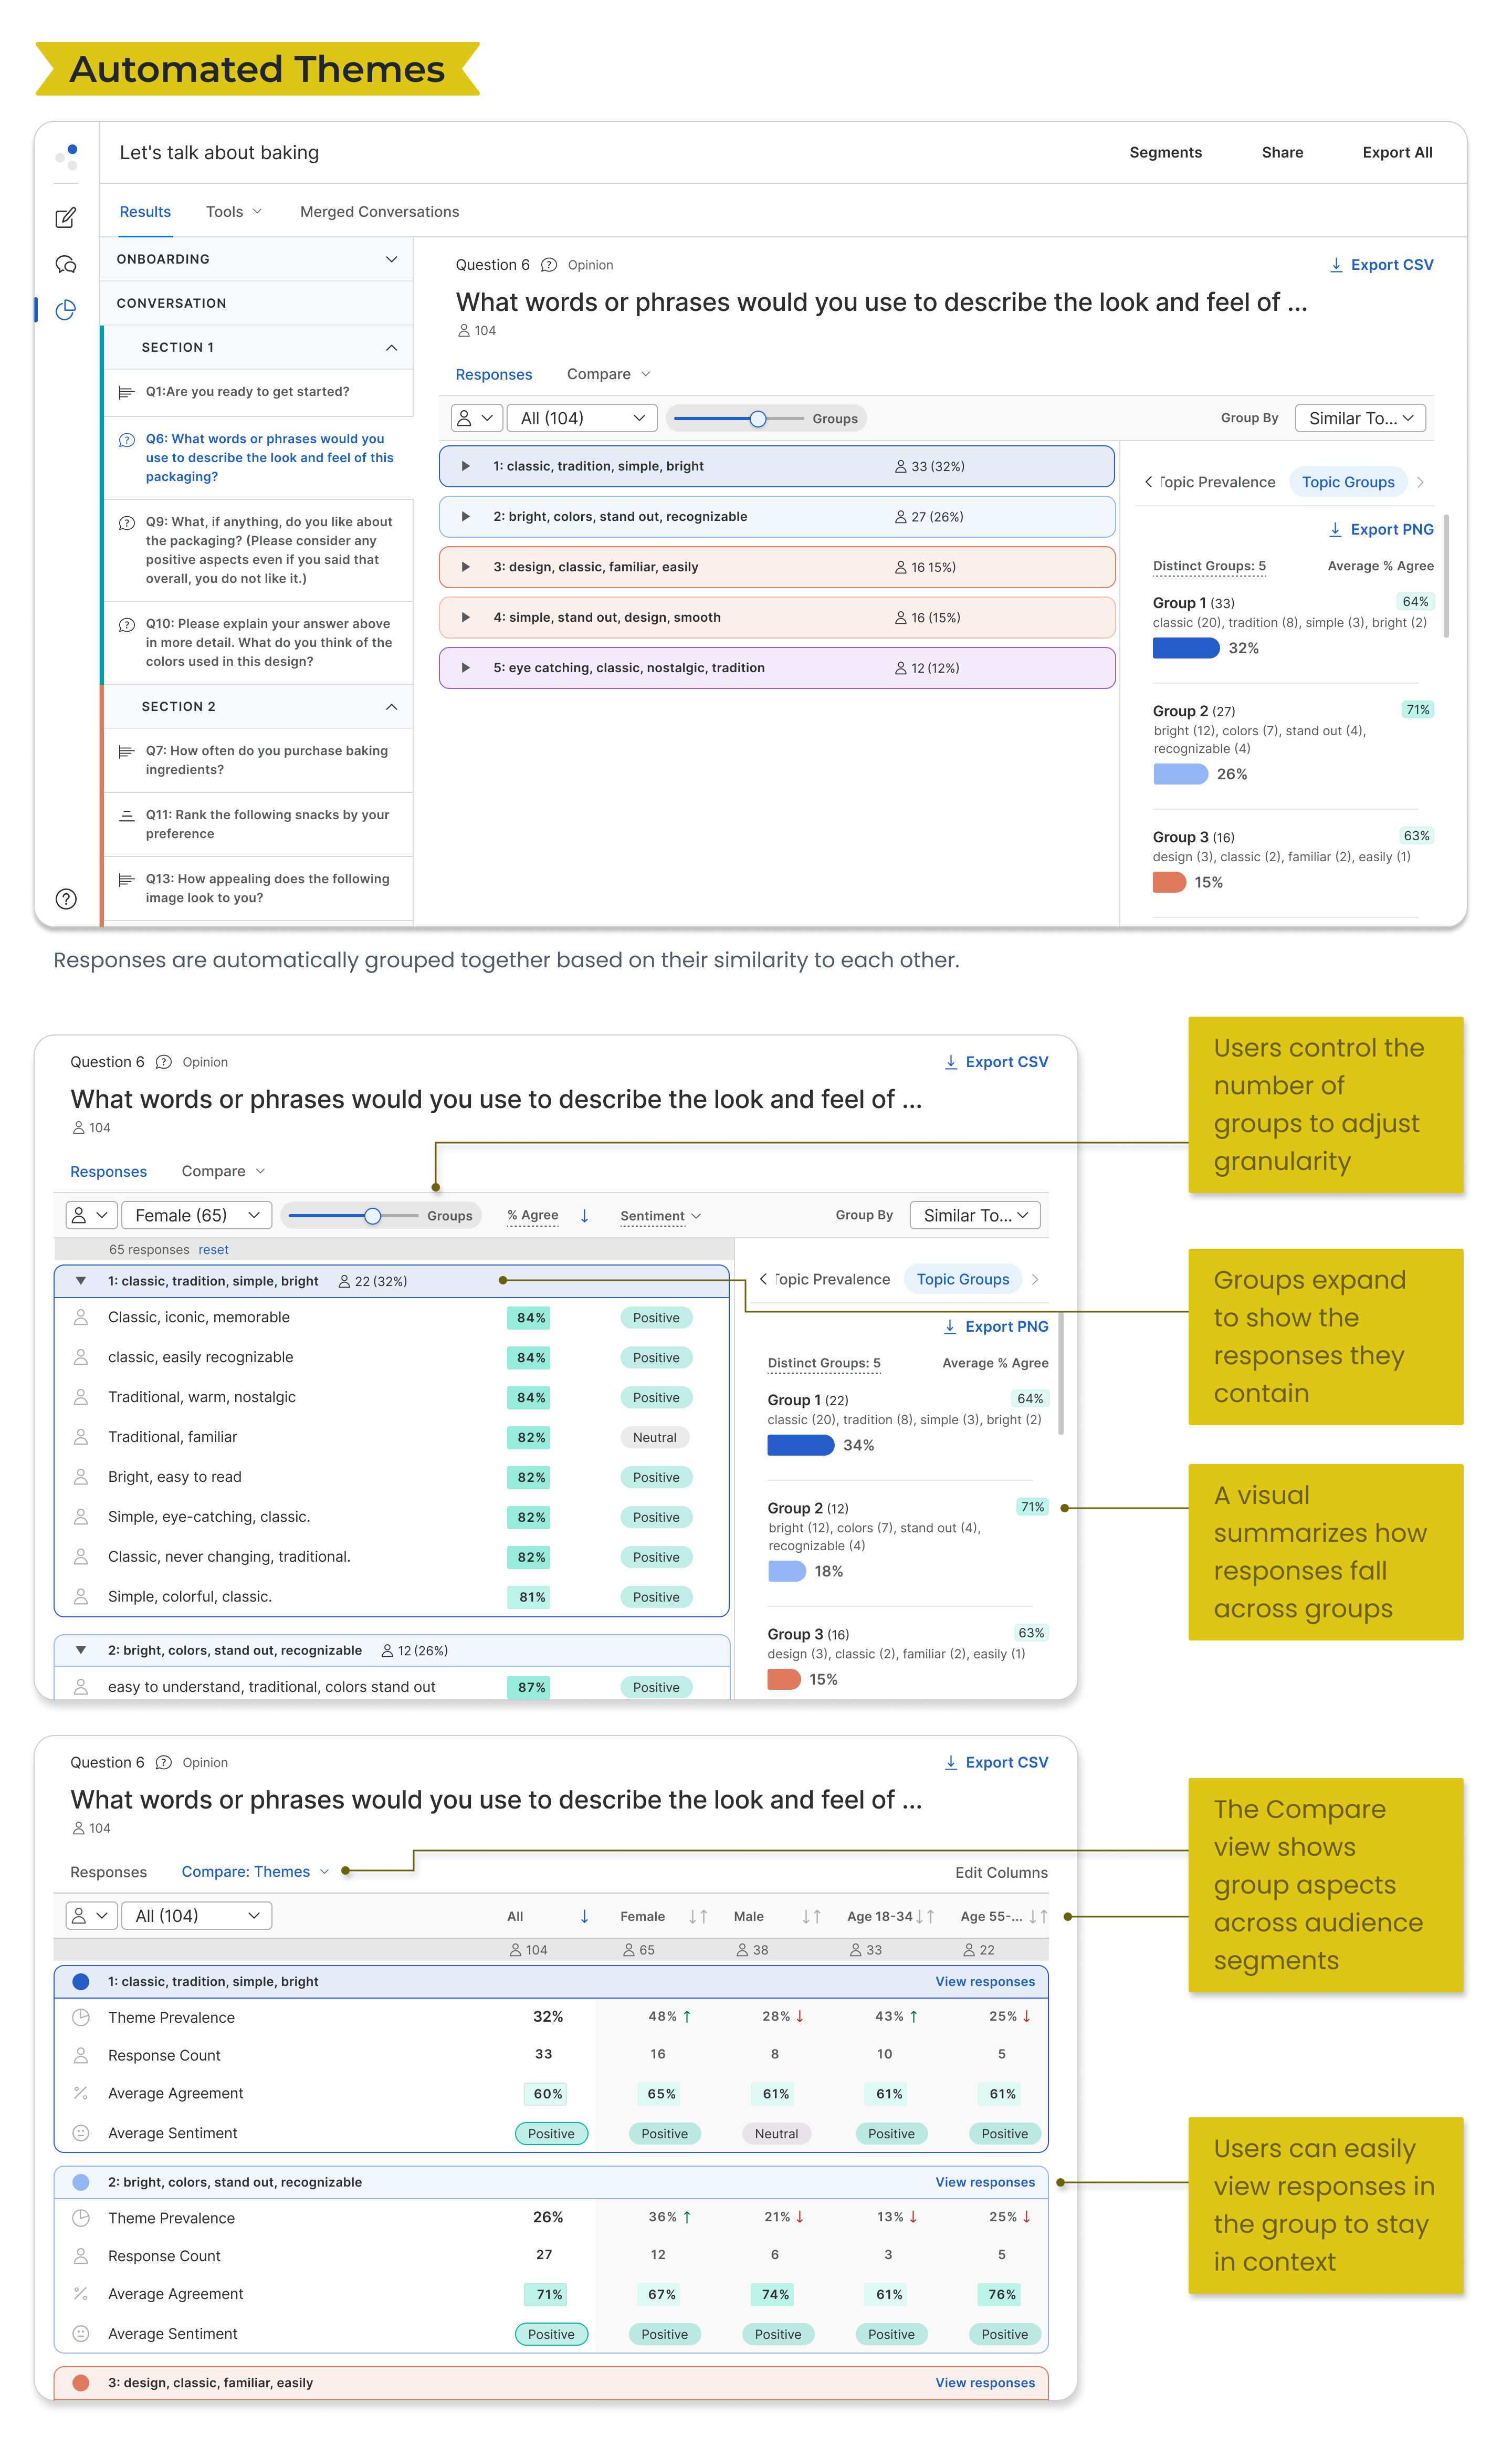 Automated Themes
Let's talk about baking
Segments
Share
Export All
Results
Tools
Merged Conversations
ONBOARDING
CONVERSATION
SECTION 1
Q1:Are you ready to get started?
Q6: What words or phrases would you
use to describe the look and feel of this
packaging?
Q9: What, if anything, do you like about
the packaging? (Please consider any
positive aspects even if you said that
overall, you do not like it.)
Q10: Please explain your answer above
in more detail. What do you think of the
colors used in this design?
SECTION 2
Q7: How often do you purchase baking
ingredients?
Q11: Rank the following snacks by your
preference
Q13: How appealing does the following
image look to you?
Question 6 Opinion
Export CSV
What words or phrases would you use to describe the look and feel of ...
104
Responses
Compare
All (104)
Groups
Group By
Similar To...
1: classic, tradition, simple, bright 33 (32%)
2: bright, colors, stand out, recognizable 27 (26%)
3: design, classic, familiar, easily 16 15%)
4: simple, stand out, design, smooth 16 (15%)
5: eye catching, classic, nostalgic, tradition 12 (12%)
opic Prevalence
Topic Groups
Export PNG
Distinct Groups: 5
Average % Agree
Group 1 (33) 64%
classic (20), tradition (8), simple (3), bright (2)
32%
Group 2 (27) 71%
bright (12), colors (7), stand out (4),
recognizable (4)
26%
Group 3 (16) 63%
design (3), classic (2), familiar (2), easily (1)
15%
Responses are automatically grouped together based on their similarity to each other.
Question 6 Opinion
Export CSV
What words or phrases would you use to describe the look and feel of ...
104
Responses
Compare
Female (65)
Groups
% Agree
Sentiment
Group By
Similar To...
65 responses reset
1: classic, tradition, simple, bright 22 (32%)
Classic, iconic, memorable 84% Positive
classic, easily recognizable 84% Positive
Traditional, warm, nostalgic 84% Positive
Traditional, familiar 82% Neutral
Bright, easy to read 82% Positive
Simple, eye-catching, classic. 82% Positive
Classic, never changing, traditional. 82% Positive
Simple, colorful, classic. 81% Positive
2: bright, colors, stand out, recognizable 12 (26%)
easy to understand, traditional, colors stand out 87% Positive
opic Prevalence
Topic Groups
Export PNG
Distinct Groups: 5
Average % Agree
Group 1 (22) 64%
classic (20), tradition (8), simple (3), bright (2)
34%
Group 2 (12) 71%
bright (12), colors (7), stand out (4),
recognizable (4)
18%
Group 3 (16) 63%
design (3), classic (2), familiar (2), easily (1)
15%
Users control the
number of
groups to adjust
granularity
Groups expand
to show the
responses they
contain
A visual
summarizes how
responses fall
across groups
Question 6 Opinion
Export CSV
What words or phrases would you use to describe the look and feel of ...
104
Responses
Compare: Themes
Edit Columns
All (104)
All Female Male Age 18-34 Age 55-...
104 65 38 33 22
1: classic, tradition, simple, bright View responses
Theme Prevalence 32% 48% 28% 43% 25%
Response Count 33 16 8 10 5
Average Agreement 60% 65% 61% 61% 61%
Average Sentiment Positive Positive Neutral Positive Positive
2: bright, colors, stand out, recognizable View responses
Theme Prevalence 26% 36% 21% 13% 25%
Response Count 27 12 6 3 5
Average Agreement 71% 67% 74% 61% 76%
Average Sentiment Positive Positive Positive Positive Positive
3: design, classic, familiar, easily View responses
The Compare
view shows
group aspects
across audience
segments
Users can easily
view responses in
the group to stay
in context